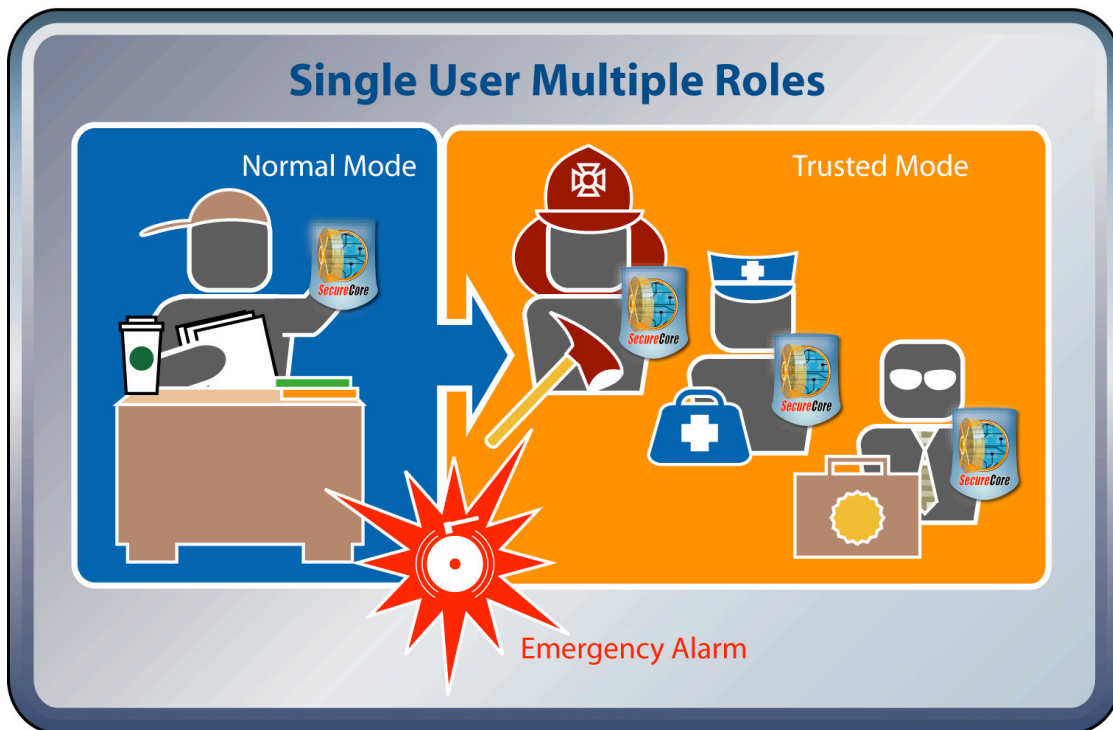 Single User Multiple Roles
Normal Mode
Trusted Mode
SecureCore
SecureCore
SecureCore
SecureCore
Emergency Alarm